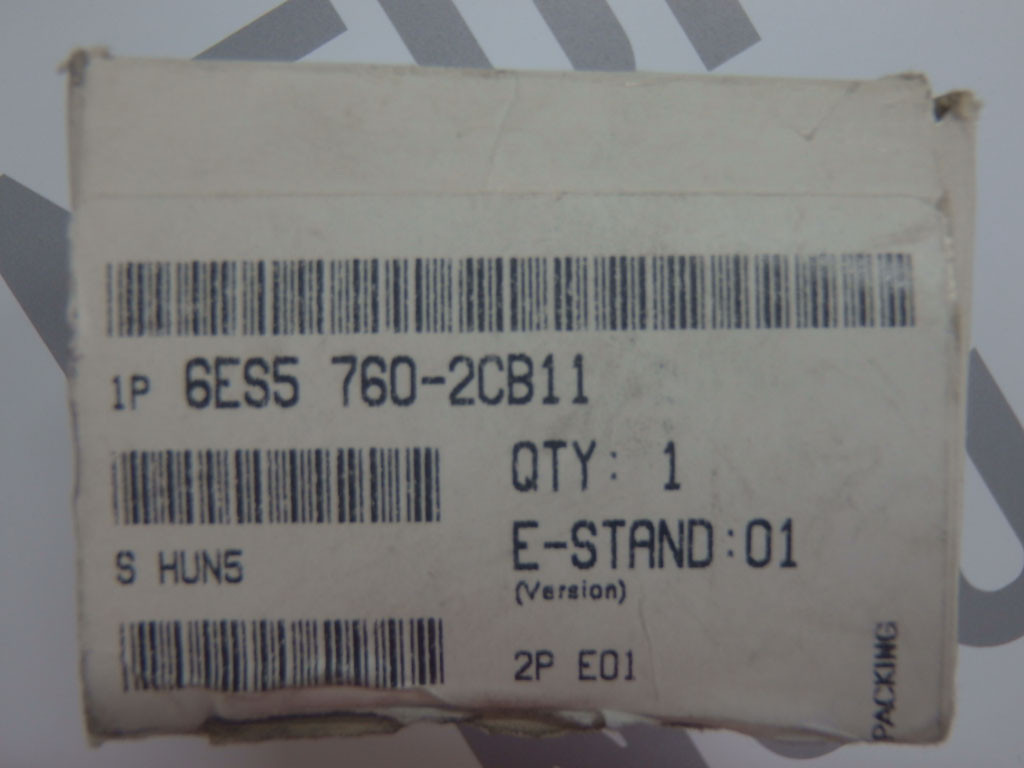 1P 6ES5 760-2CB11
QTY: 1
S HUN5
E-STAND:01
(Version)
2P E01
PACKING